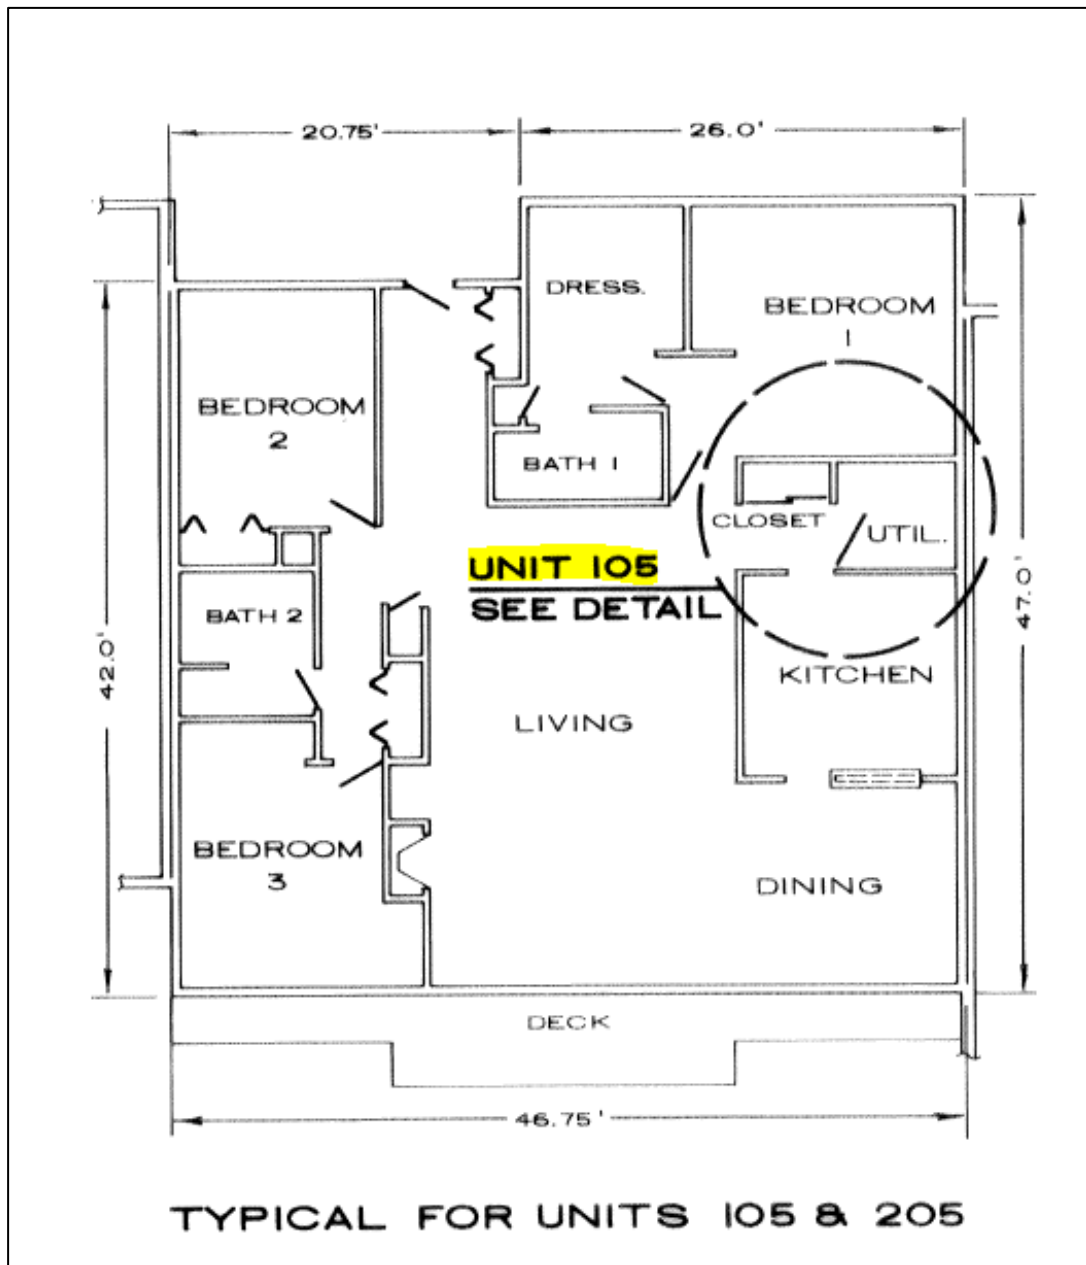 20.75'
26.0'
DRESS.
BEDROOM
1
BEDROOM
2
BATH 1
CLOSET
UTIL.
UNIT 105
SEE DETAIL
BATH 2
42.0'
47.0'
KITCHEN
LIVING
BEDROOM
3
DINING
DECK
46.75'
TYPICAL FOR UNITS 105 & 205